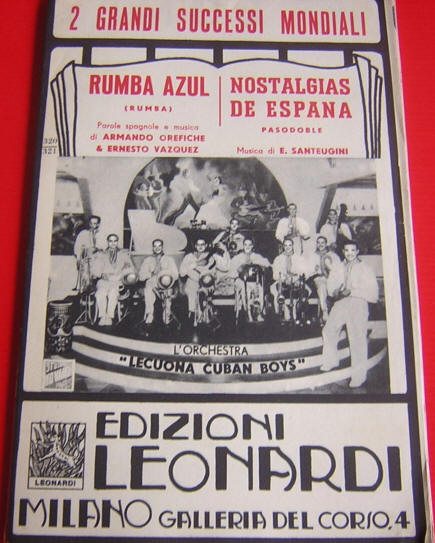 2 GRANDI SUCCESSI MONDIALI
RUMBA AZUL
(RUMBA)
Parole spagnole e musica
di ARMANDO OREFICHE
& ERNESTO VAZQUEZ
NOSTALGIAS
DE ESPANA
PASODOBLE
Musica di E. SANTEUGINI
320
321
L'ORCHESTRA
"LECUONA CUBAN BOYS"
LEONARDI
EDIZIONI
LEONARDI
MILANO GALLERIA DEL CORSO, 4